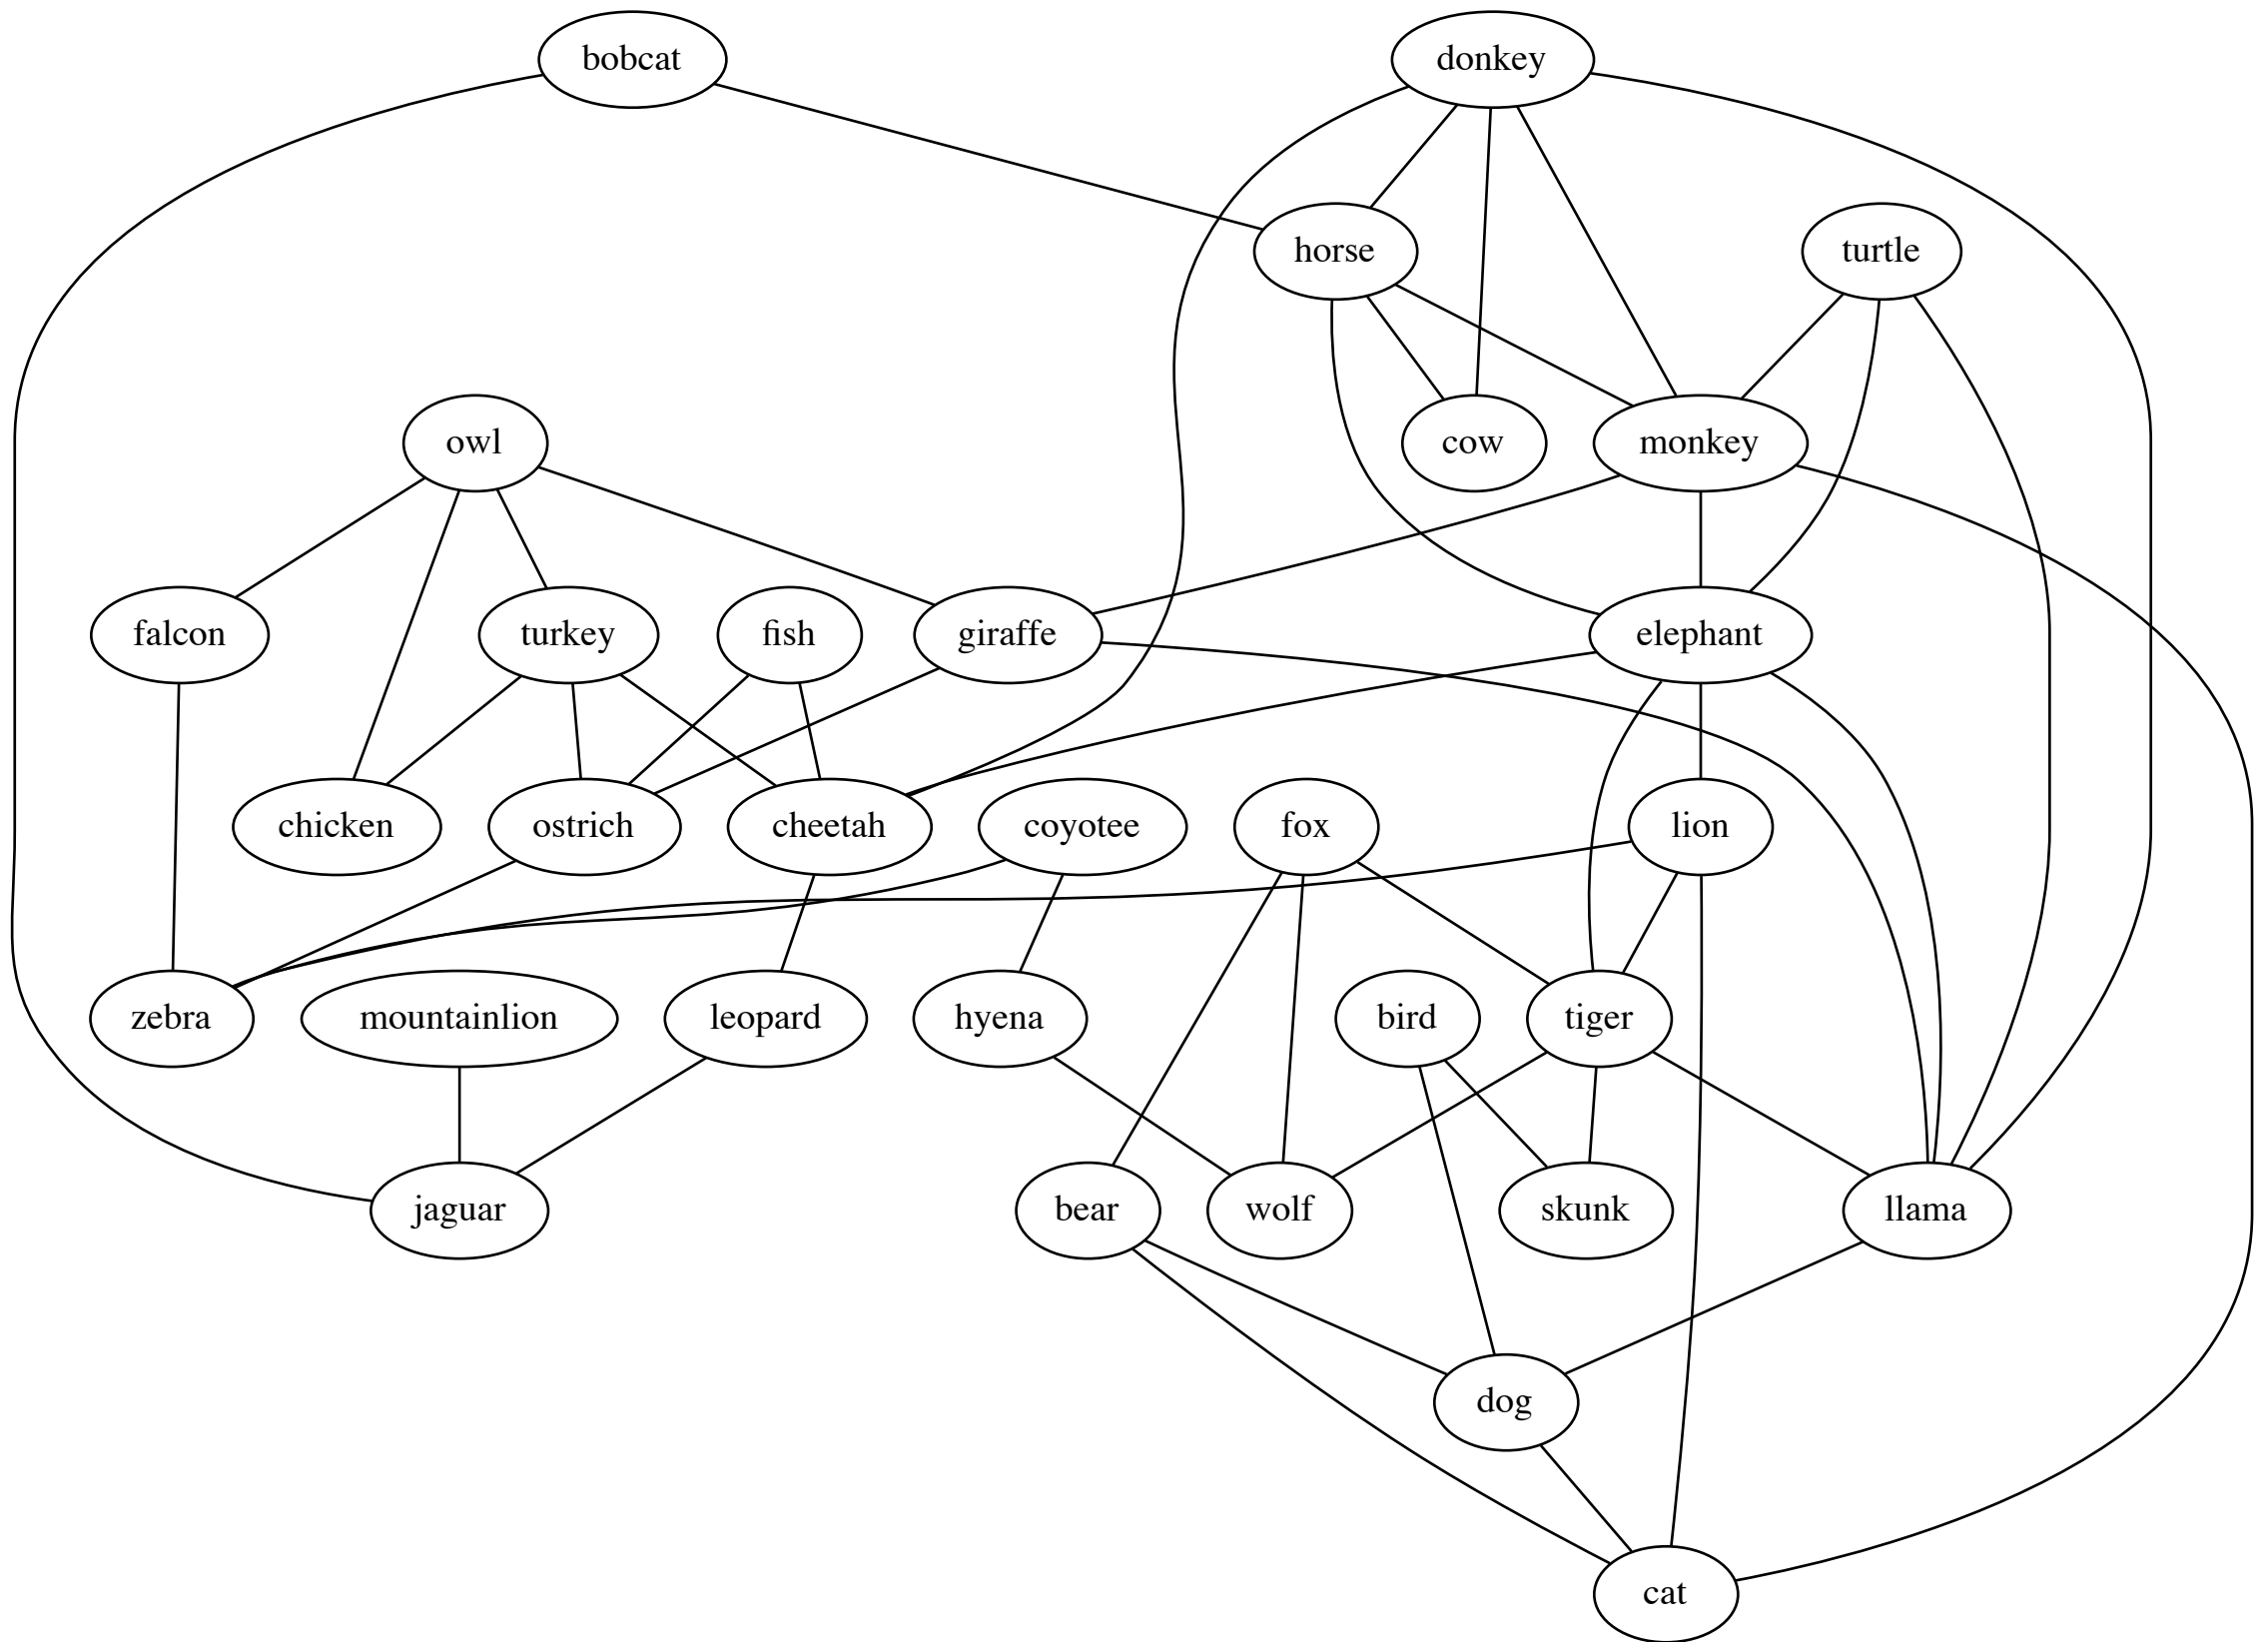 bobcat
donkey
horse
turtle
owl
cow
monkey
falcon
turkey
fish
giraffe
elephant
chicken
ostrich
cheetah
coyotee
fox
lion
zebra
mountainlion
leopard
hyena
bird
tiger
jaguar
bear
wolf
skunk
llama
dog
cat